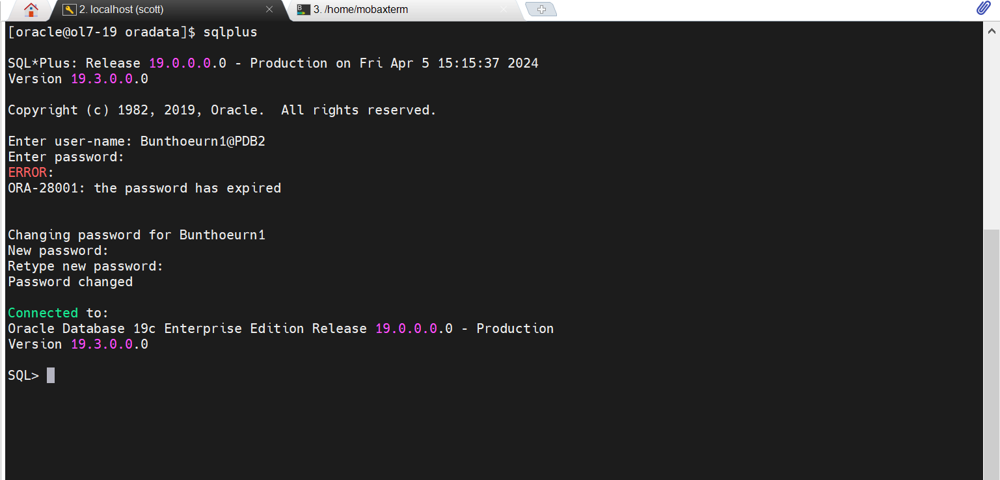 2. localhost (scott)
3. /home/mobaxterm
[oracle@ol7-19 oradata]$ sqlplus
SQL*Plus: Release 19.0.0.0.0 - Production on Fri Apr 5 15:15:37 2024
Version 19.3.0.0.0
Copyright (c) 1982, 2019, Oracle.  All rights reserved.
Enter user-name: Bunthoeurn1@PDB2
Enter password:
ERROR:
ORA-28001: the password has expired
Changing password for Bunthoeurn1
New password:
Retype new password:
Password changed
Connected to:
Oracle Database 19c Enterprise Edition Release 19.0.0.0.0 - Production
Version 19.3.0.0.0
SQL>